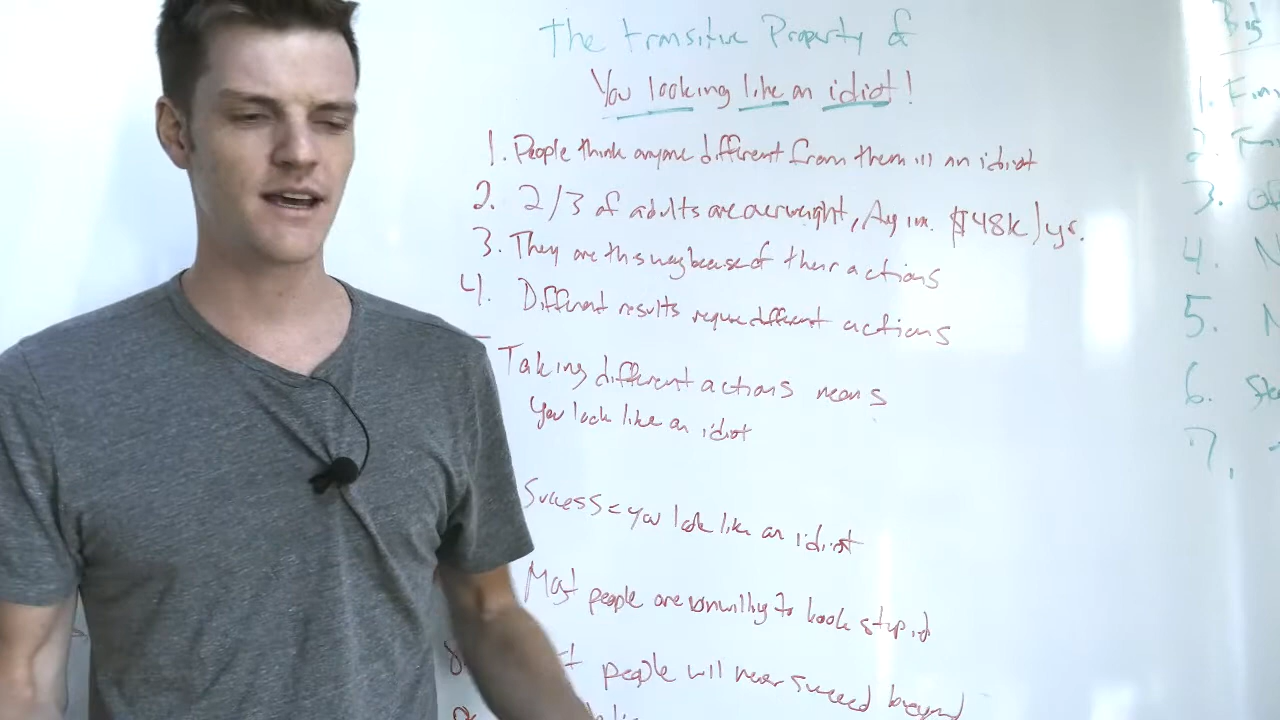 The transitive Property of
You looking like an idiot!
1. People think anyone different from them is an idiot
2. 2/3 of adults are overweight, Avg in. $48k/yr.
3. They are this way because of their actions
4. Different results require different actions
- Taking different actions means
You look like an idiot
Success = you look like an idiot
Most people are unwilling to look stupid
people will never succeed beyond
Big
1.
2.
3.
4. N
5. N
6.
7.